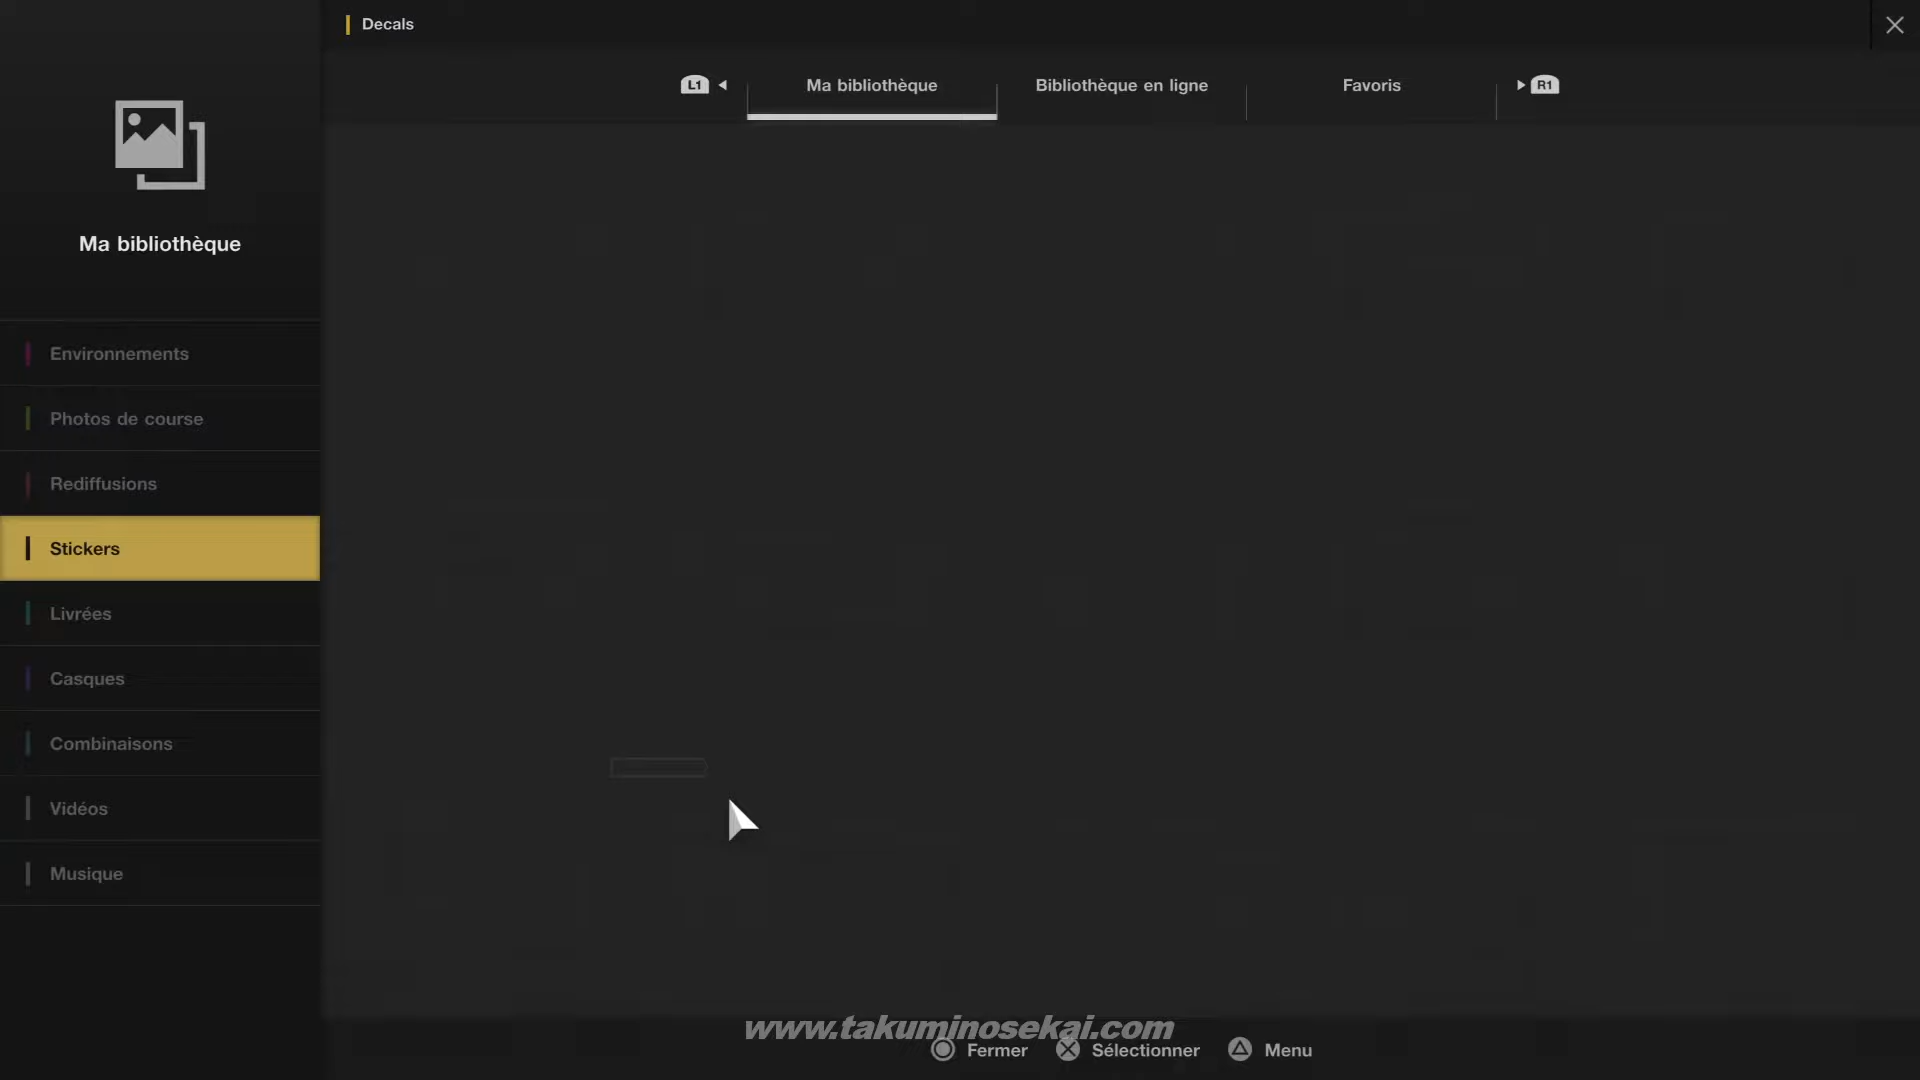 Decals
L1
Ma bibliothèque
Bibliothèque en ligne
Favoris
R1
Ma bibliothèque
Environnements
Photos de course
Rediffusions
Stickers
Livrées
Casques
Combinaisons
Vidéos
Musique
www.takuminosekai.com
Fermer
Sélectionner
Menu